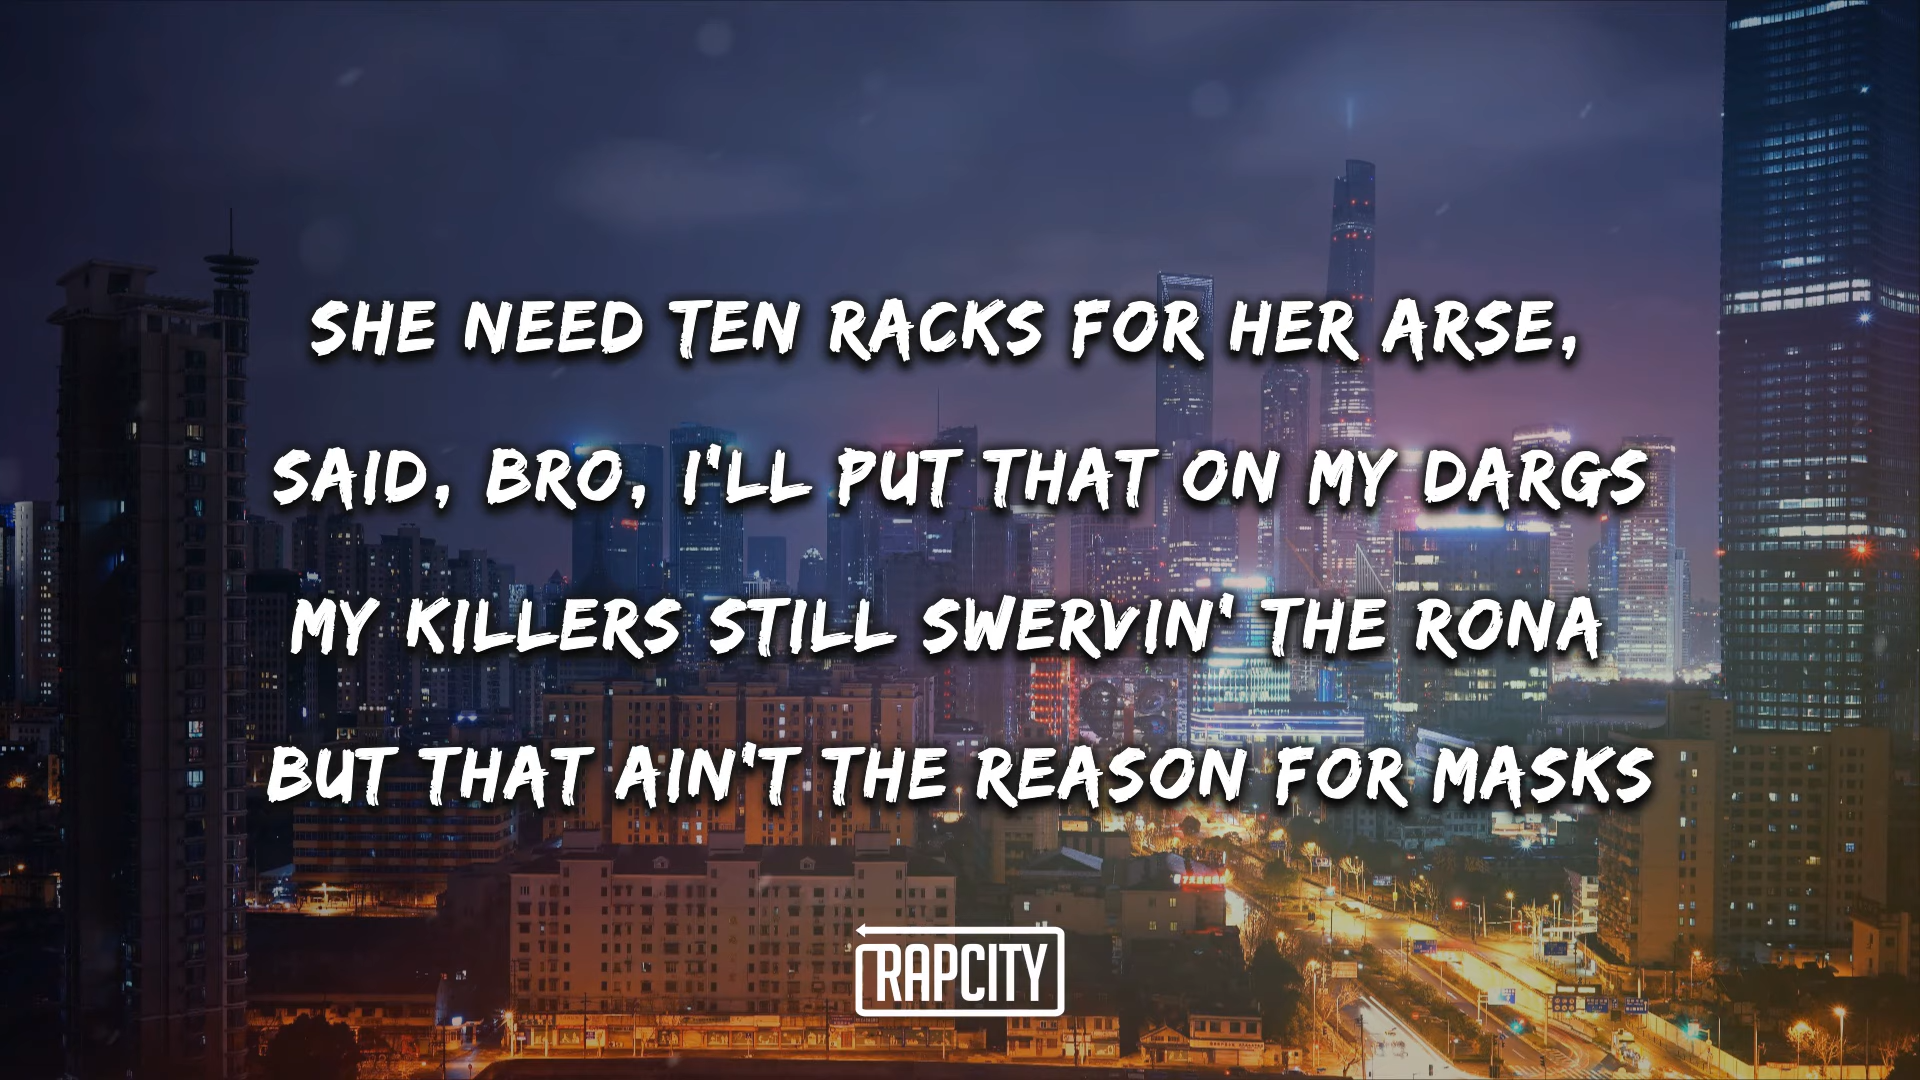 SHE NEED TEN RACKS FOR HER ARSE,
SAID, BRO, I'LL PUT THAT ON MY DARGS
MY KILLERS STILL SWERVIN' THE RONA
BUT THAT AIN'T THE REASON FOR MASKS
RAPCITY